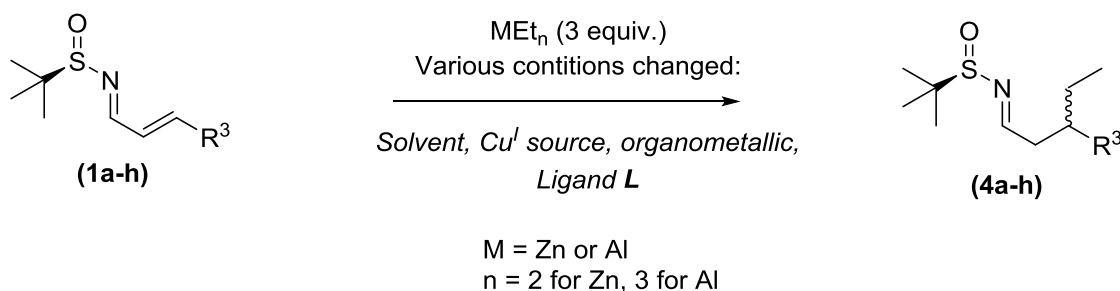 MEtn (3 equiv.)
Various contitions changed:
Solvent, CuI source, organometallic,
Ligand L
O
S
N
R3
(1a-h)
O
S
N
R3
(4a-h)
M = Zn or Al
n = 2 for Zn, 3 for Al